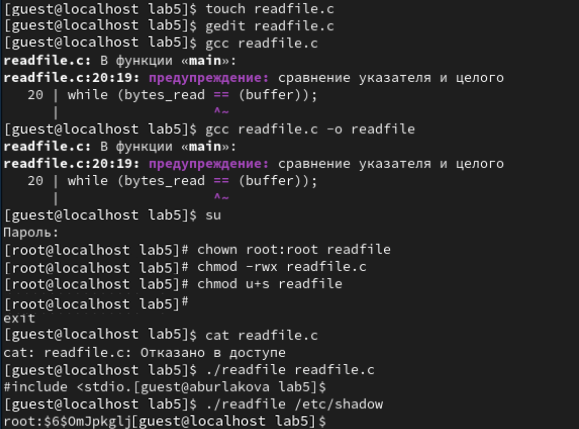 [guest@localhost lab5]$ touch readfile.c
[guest@localhost lab5]$ gedit readfile.c
[guest@localhost lab5]$ gcc readfile.c
readfile.c: В функции «main»:
readfile.c:20:19: предупреждение: сравнение указателя и целого
20 | while (bytes_read == (buffer));
| ^~
[guest@localhost lab5]$ gcc readfile.c -o readfile
readfile.c: В функции «main»:
readfile.c:20:19: предупреждение: сравнение указателя и целого
20 | while (bytes_read == (buffer));
| ^~
[guest@localhost lab5]$ su
Пароль:
[root@localhost lab5]# chown root:root readfile
[root@localhost lab5]# chmod -rwx readfile.c
[root@localhost lab5]# chmod u+s readfile
[root@localhost lab5]#
exit
[guest@localhost lab5]$ cat readfile.c
cat: readfile.c: Отказано в доступе
[guest@localhost lab5]$ ./readfile readfile.c
#include <stdio.[guest@aburlakova lab5]$
[guest@localhost lab5]$ ./readfile /etc/shadow
root:$6$OmJpkglj[guest@localhost lab5]$